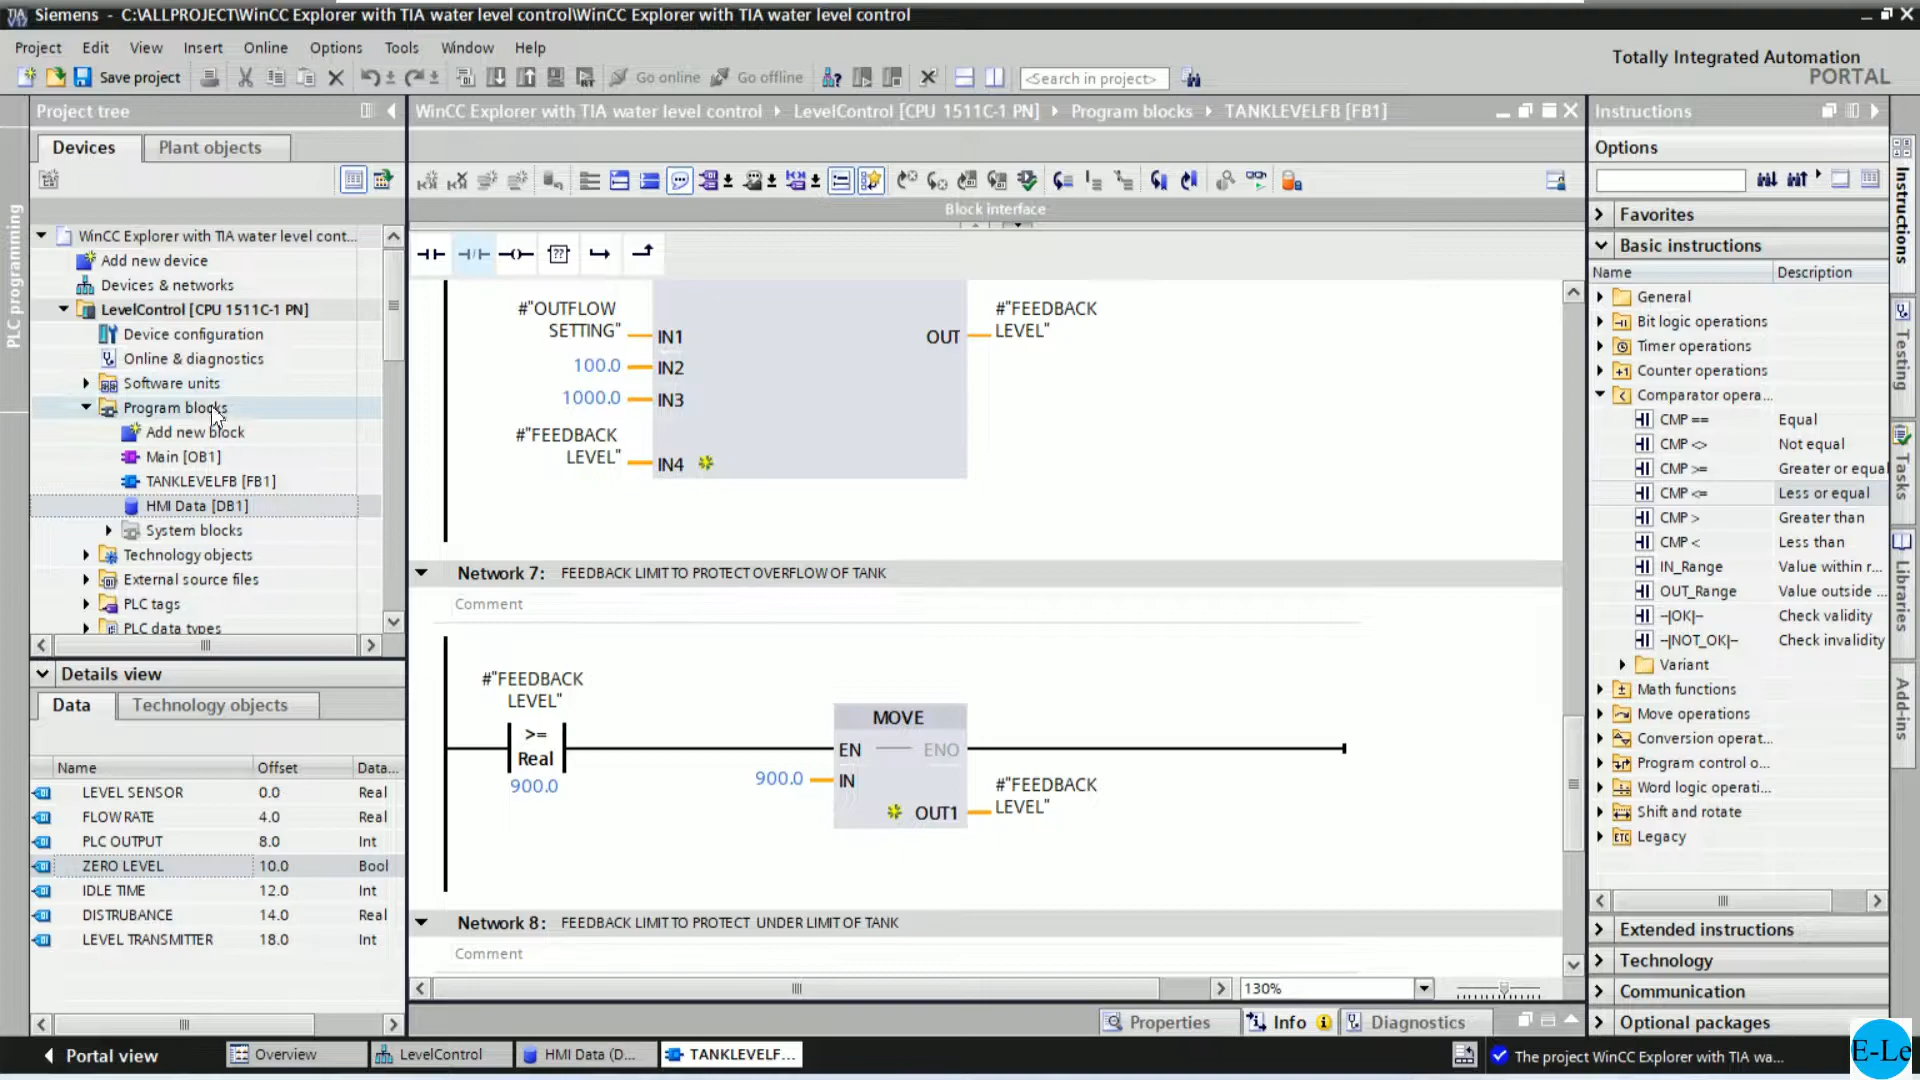 Siemens - C:\ALLPROJECT\WinCC Explorer with TIA water level control\WinCC Explorer with TIA water level control
Project Edit View Insert Online Options Tools Window Help
Totally Integrated Automation
PORTAL
Save project Go online Go offline <Search in project>
Project tree
WinCC Explorer with TIA water level control › LevelControl [CPU 1511C-1 PN] › Program blocks › TANKLEVELFB [FB1]
Instructions
Devices Plant objects
Options
Block interface
PLC programming
WinCC Explorer with TIA water level cont...
Add new device
Devices & networks
LevelControl [CPU 1511C-1 PN]
Device configuration
Online & diagnostics
Software units
Program blocks
Add new block
Main [OB1]
TANKLEVELFB [FB1]
HMI Data [DB1]
System blocks
Technology objects
External source files
PLC tags
PLC data types
Details view
Data Technology objects
Name Offset Data...
LEVEL SENSOR 0.0 Real
FLOW RATE 4.0 Real
PLC OUTPUT 8.0 Int
ZERO LEVEL 10.0 Bool
IDLE TIME 12.0 Int
DISTRUBANCE 14.0 Real
LEVEL TRANSMITTER 18.0 Int
??
#"OUTFLOW
SETTING" IN1
100.0 IN2
1000.0 IN3
#"FEEDBACK
LEVEL" IN4
OUT #"FEEDBACK
LEVEL"
Network 7: FEEDBACK LIMIT TO PROTECT OVERFLOW OF TANK
Comment
#"FEEDBACK
LEVEL"
>=
Real
900.0
MOVE
EN ENO
900.0 IN
OUT1 #"FEEDBACK
LEVEL"
Network 8: FEEDBACK LIMIT TO PROTECT UNDER LIMIT OF TANK
Comment
130%
Properties Info Diagnostics
Favorites
Basic instructions
Name Description
General
Bit logic operations
Timer operations
Counter operations
Comparator opera...
CMP == Equal
CMP <> Not equal
CMP >= Greater or equal
CMP <= Less or equal
CMP > Greater than
CMP < Less than
IN_Range Value within r...
OUT_Range Value outside ...
-|OK|- Check validity
-|NOT_OK|- Check invalidity
Variant
Math functions
Move operations
Conversion operat...
Program control o...
Word logic operati...
Shift and rotate
Legacy
ETC
Extended instructions
Technology
Communication
Optional packages
Instructions
Testing
Tasks
Libraries
Add-ins
Portal view Overview LevelControl HMI Data (D... TANKLEVELF...
The project WinCC Explorer with TIA wa...
E-Le